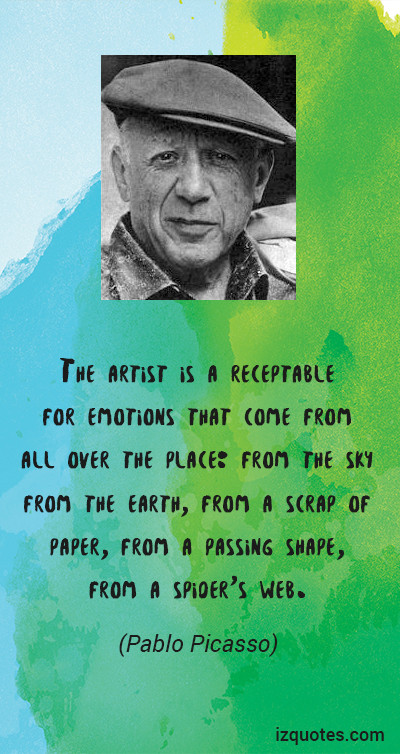 The artist is a receptable
for emotions that come from
all over the place: from the sky
from the earth, from a scrap of
paper, from a passing shape,
from a spider's web.
(Pablo Picasso)
izquotes.com